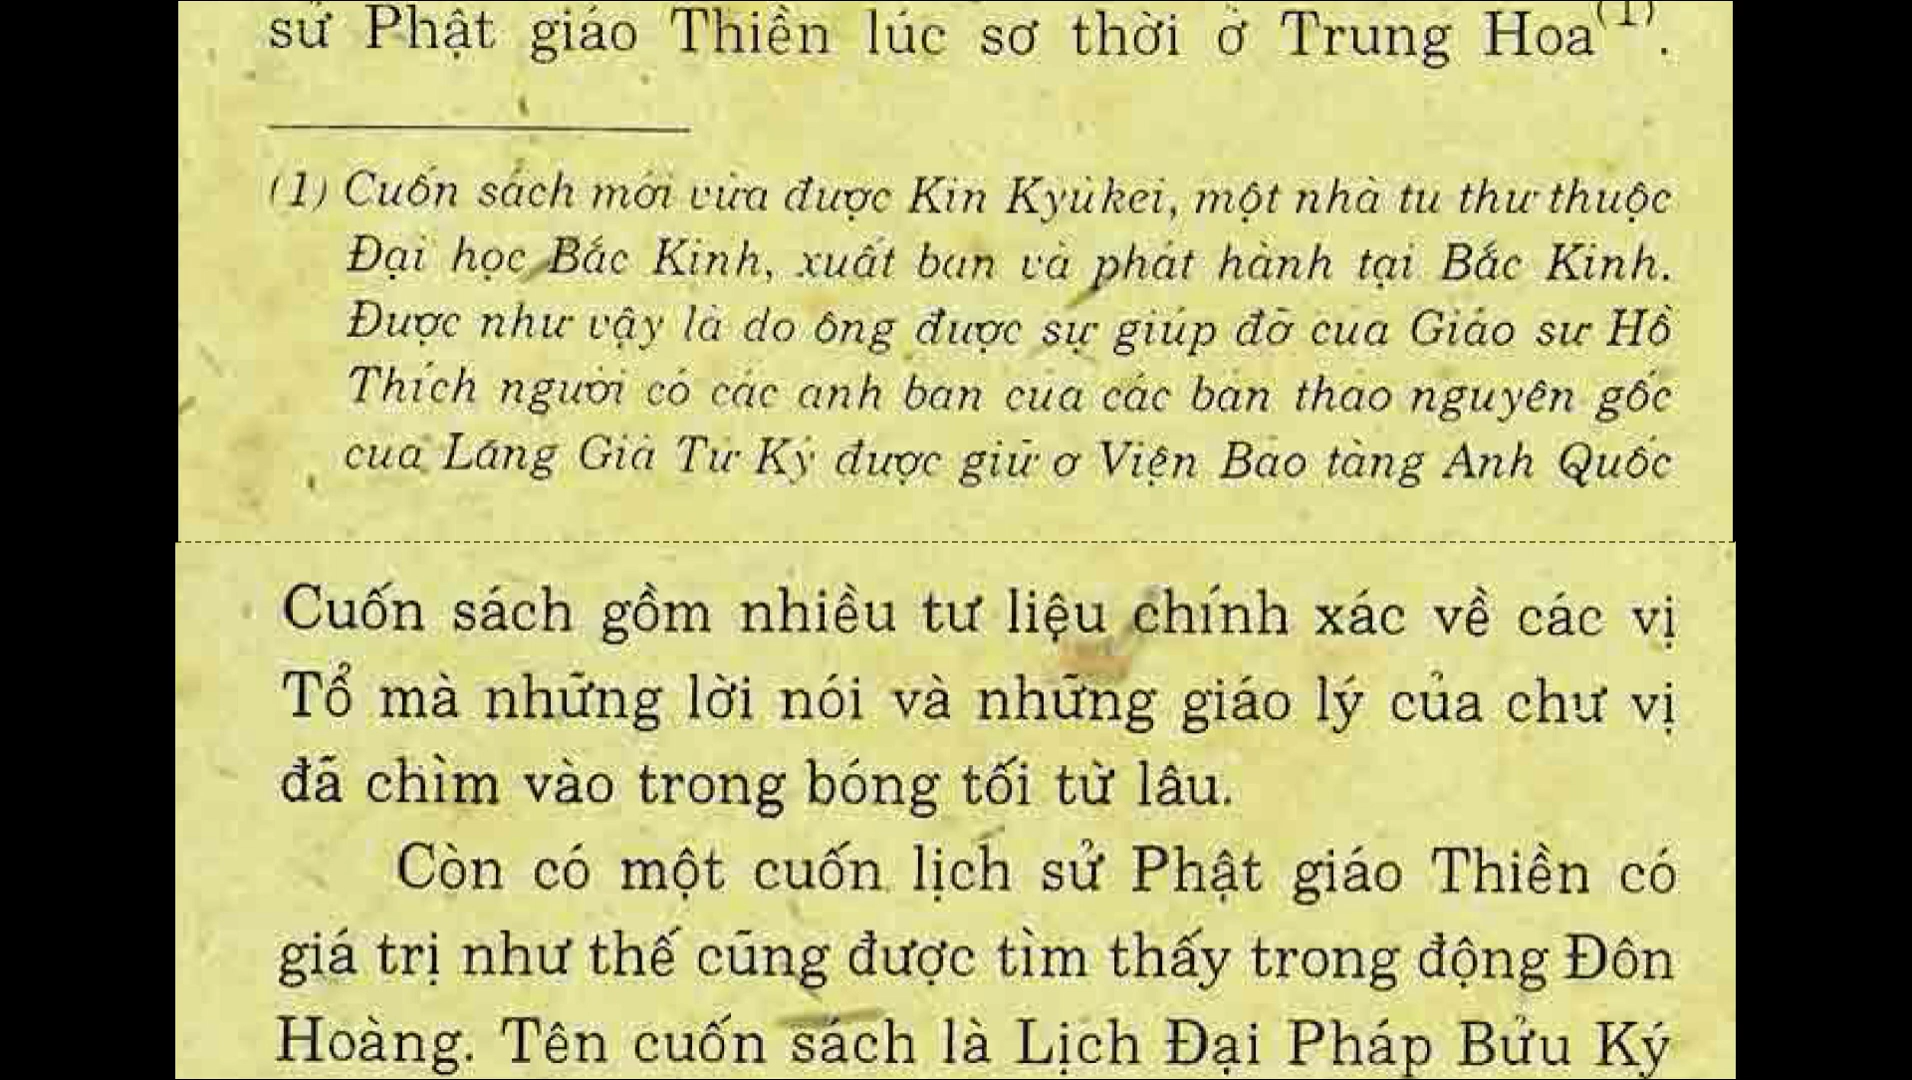 sử Phật giáo Thiền lúc sơ thời ở Trung Hoa(1).
(1) Cuốn sách mới vừa được Kin Kyùkei, một nhà tu thư thuộc
Đại học Bắc Kinh, xuất bản và phát hành tại Bắc Kinh.
Được như vậy là do ông được sự giúp đỡ của Giáo sư Hồ
Thích người có các ảnh bản của các bản thảo nguyên gốc
của Lăng Già Tư Ký được giữ ở Viện Bảo tàng Anh Quốc
Cuốn sách gồm nhiều tư liệu chính xác về các vị
Tổ mà những lời nói và những giáo lý của chư vị
đã chìm vào trong bóng tối từ lâu.
Còn có một cuốn lịch sử Phật giáo Thiền có
giá trị như thế cũng được tìm thấy trong động Đôn
Hoàng. Tên cuốn sách là Lịch Đại Pháp Bửu Ký